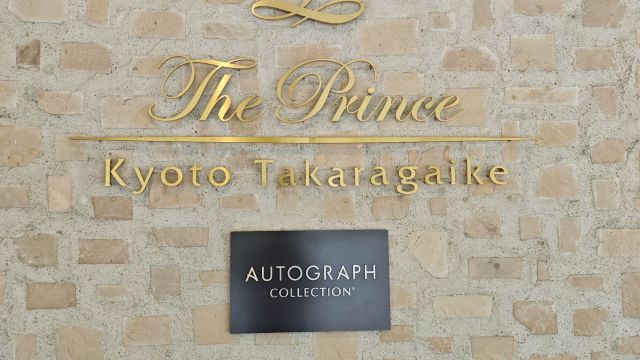 The Prince
Kyoto Takaragaike
AUTOGRAPH
COLLECTION®